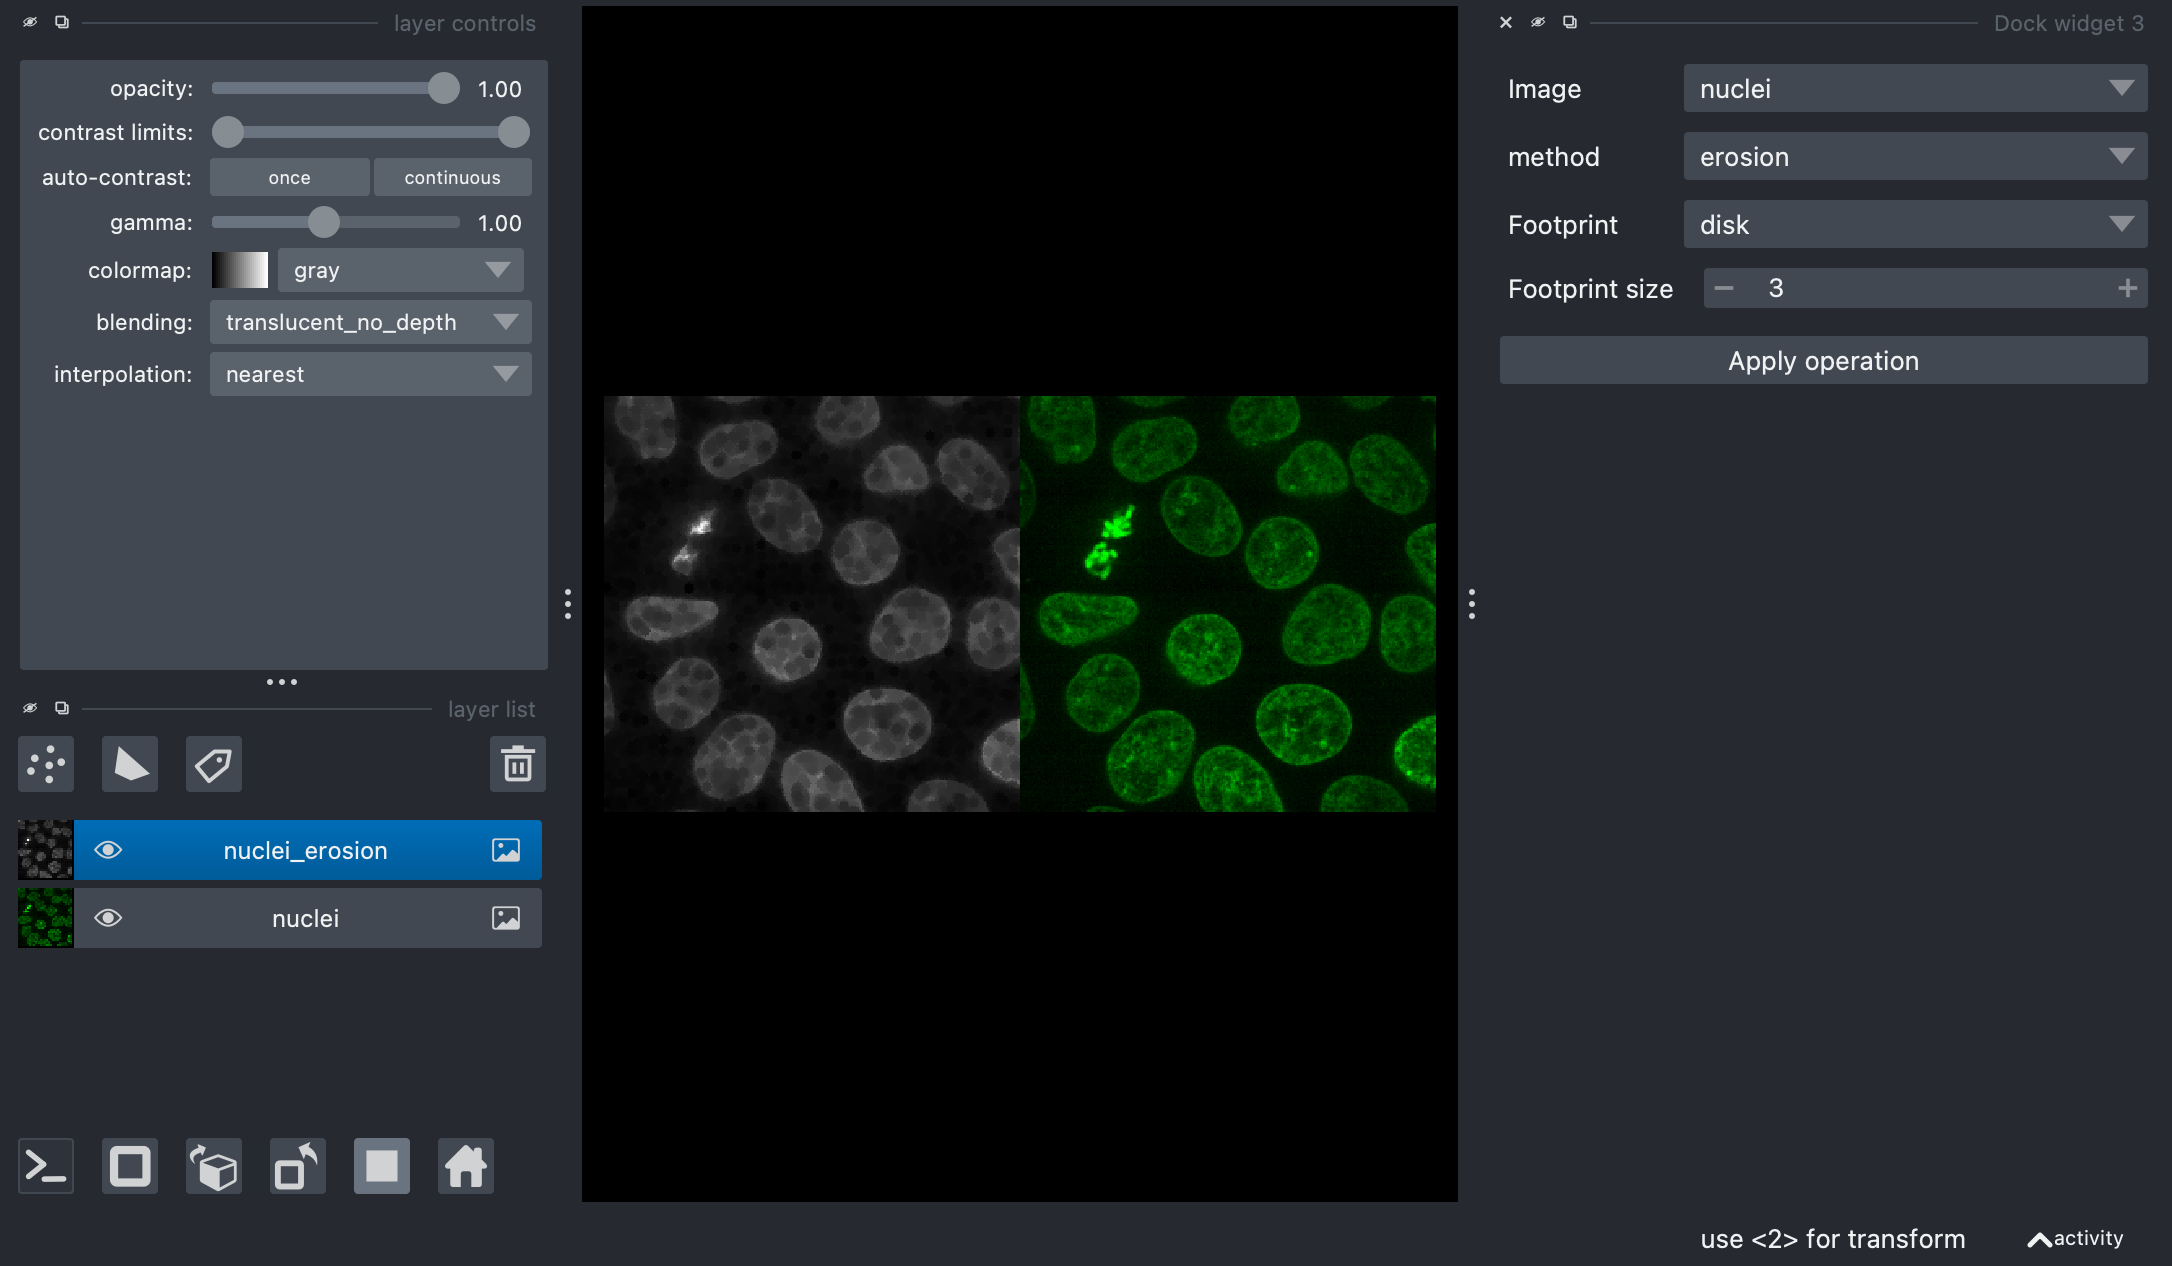 layer controls
opacity: 1.00
contrast limits:
auto-contrast: once continuous
gamma: 1.00
colormap: gray
blending: translucent_no_depth
interpolation: nearest
layer list
nuclei_erosion
nuclei
Dock widget 3
Image nuclei
method erosion
Footprint disk
Footprint size 3
Apply operation
use <2> for transform activity